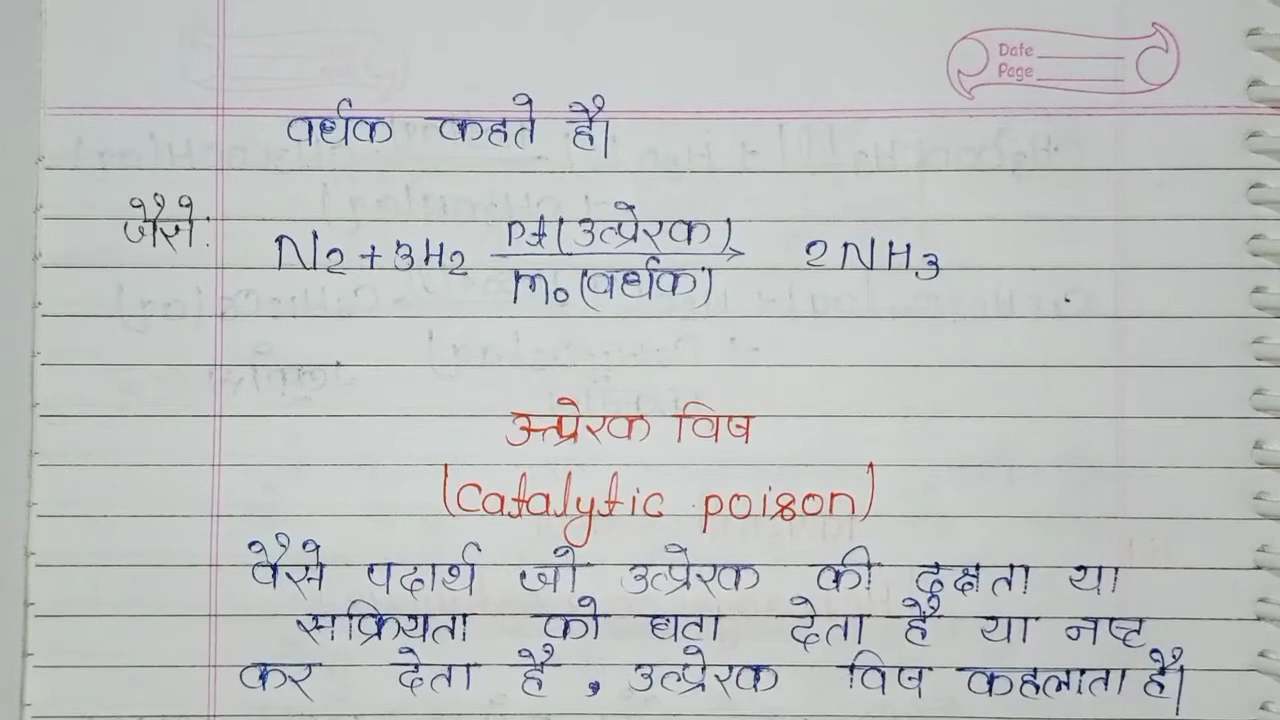 Date
Page
वर्धक कहते है।
जैसे:
N2 + 3H2 Pt(उत्प्रेरक) / Mo(वर्धक) → 2NH3
उत्प्रेरक विष
(Catalytic poison)
वैसे पदार्थ जो उत्प्रेरक की दक्षता या
सक्रियता को घटा देता है या नष्ट
कर देता है, उत्प्रेरक विष कहलाता है।